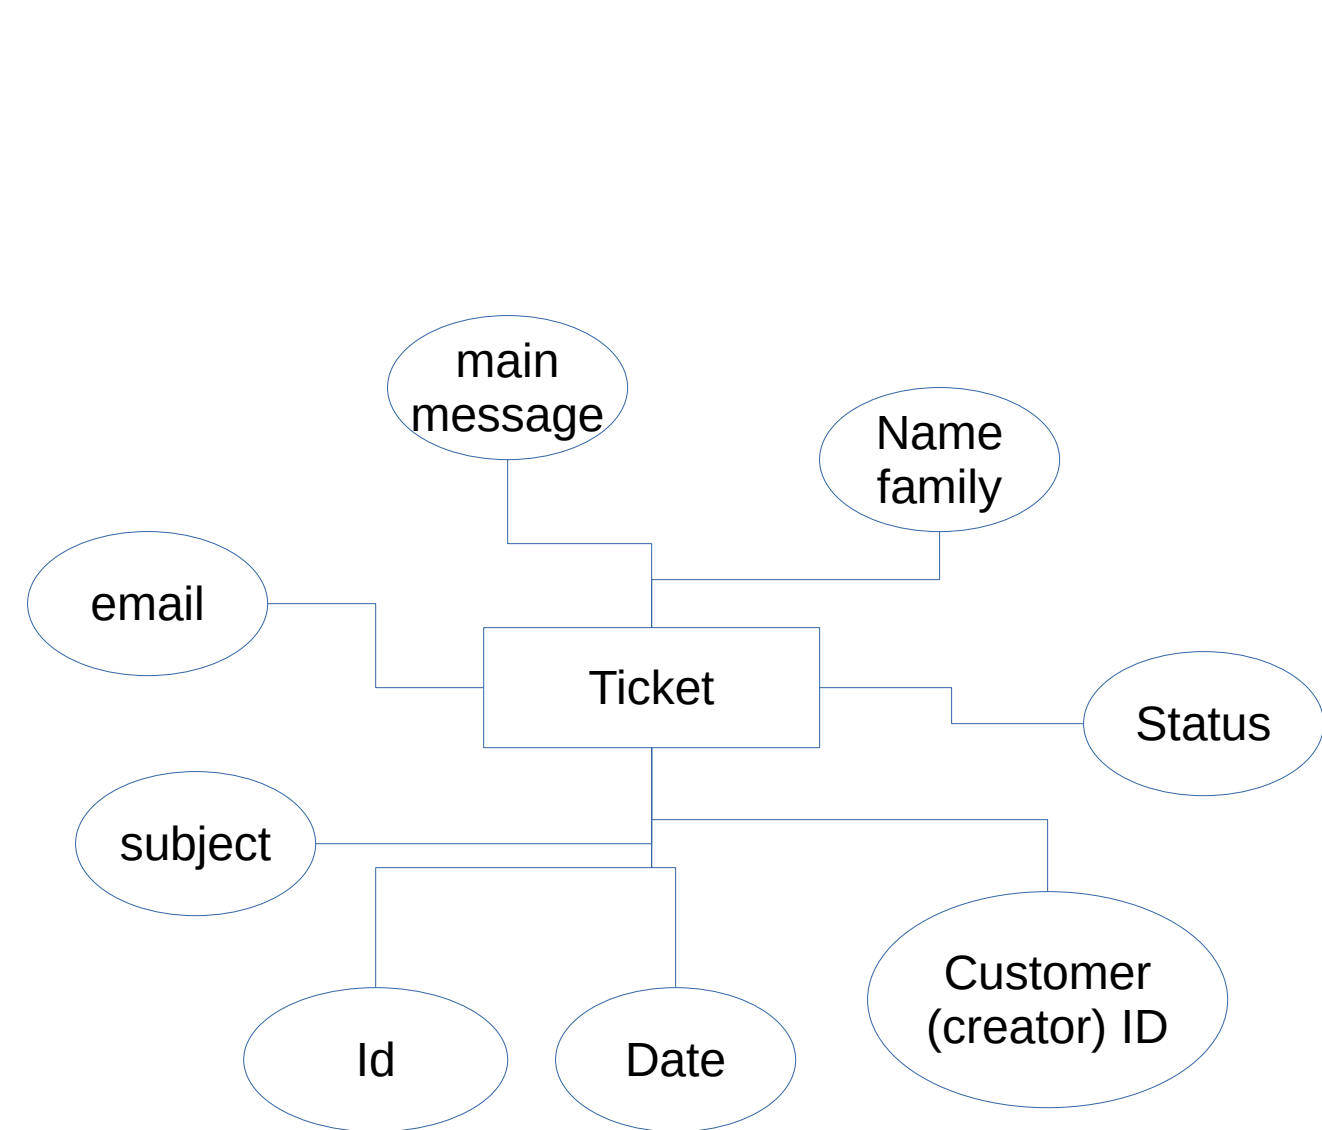 main
message
Name
family
email
Ticket
Status
subject
Customer
(creator) ID
Id
Date